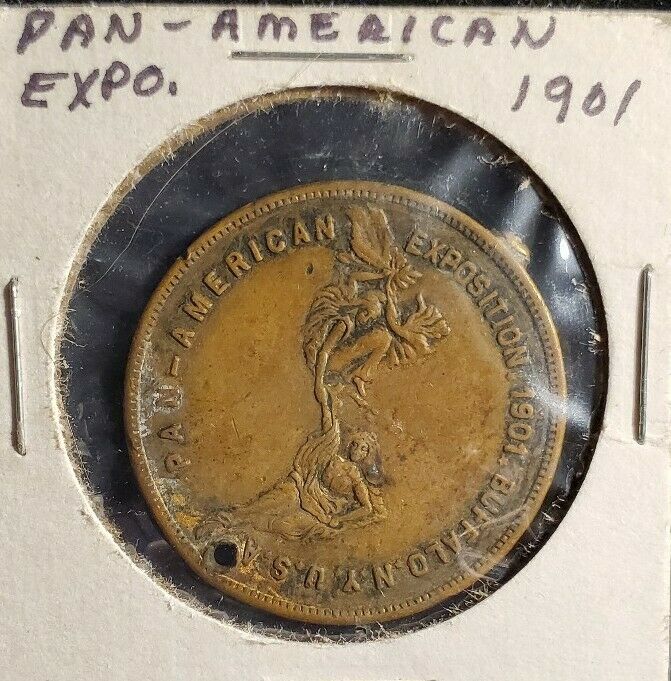 PAN-AMERICAN
EXPO. 1901
PAN-AMERICAN EXPOSITION. 1901. BUFFALO.N.Y.U.S.A.